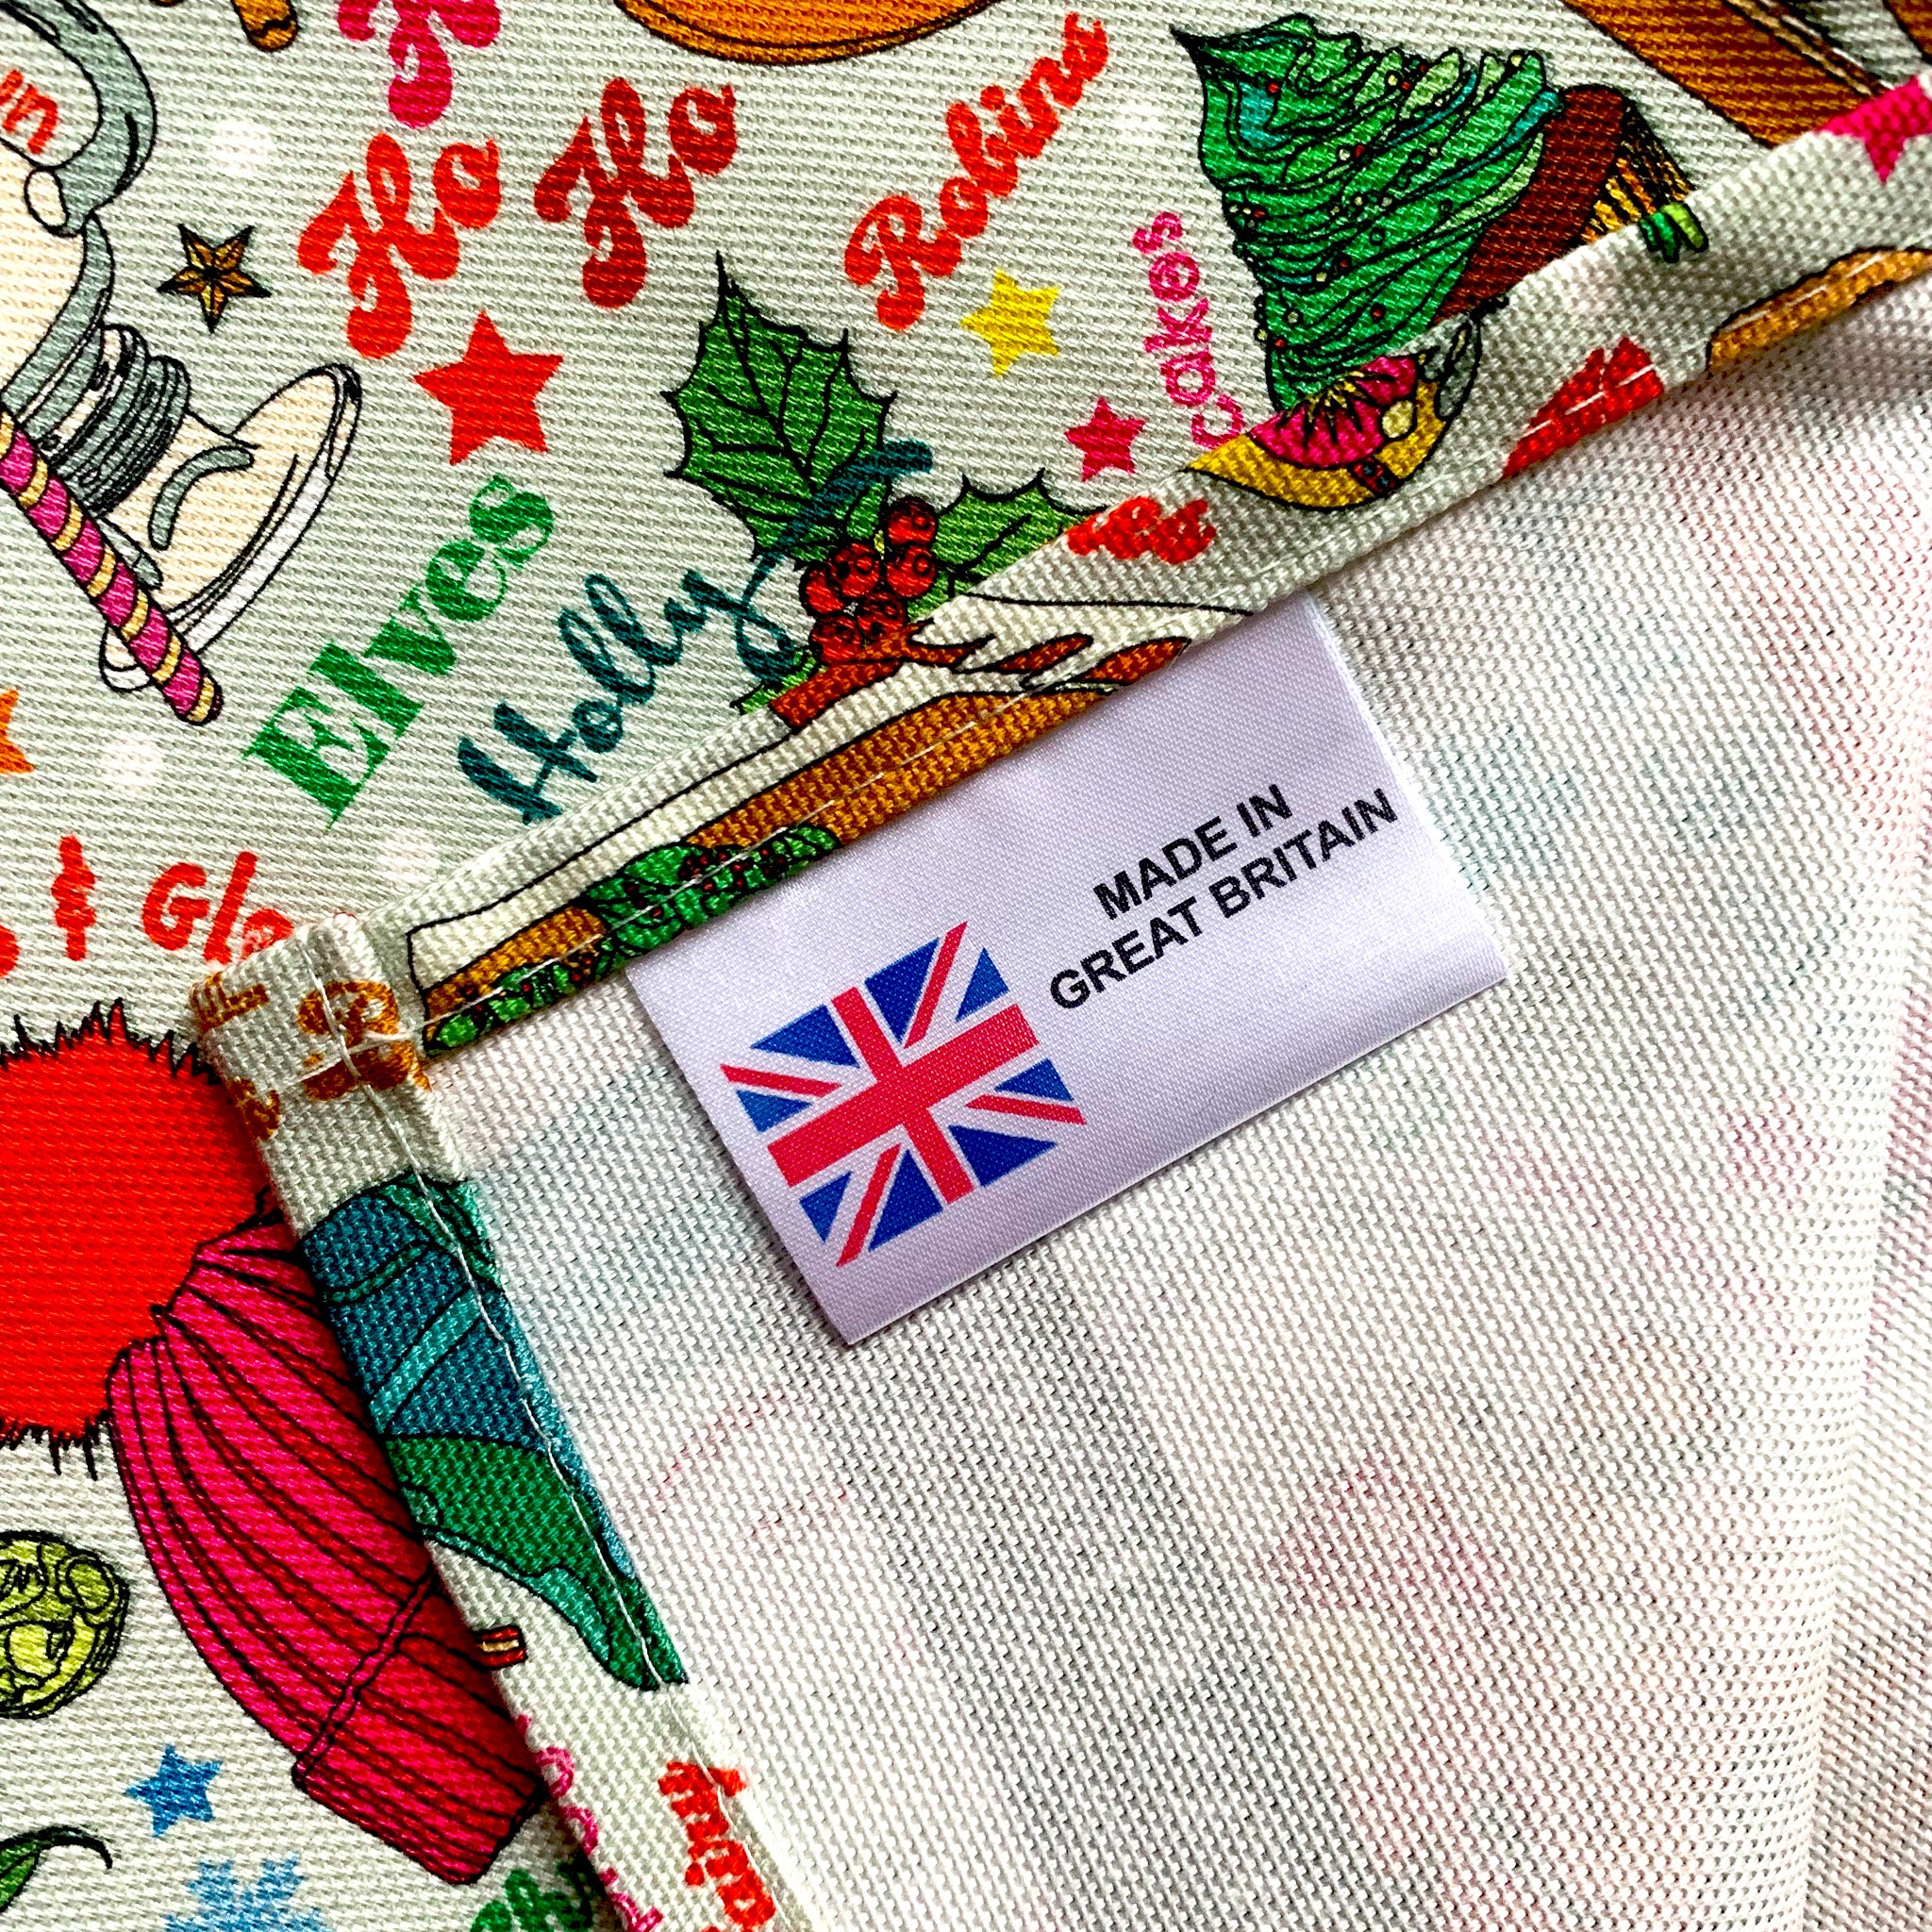 Ho Ho
Robins
cakes
Elves
Holly
MADE IN
GREAT BRITAIN